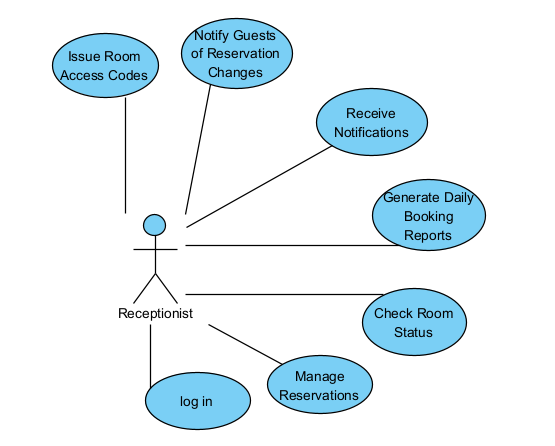 Issue Room
Access Codes
Notify Guests
of Reservation
Changes
Receive
Notifications
Generate Daily
Booking
Reports
Receptionist
Check Room
Status
Manage
Reservations
log in